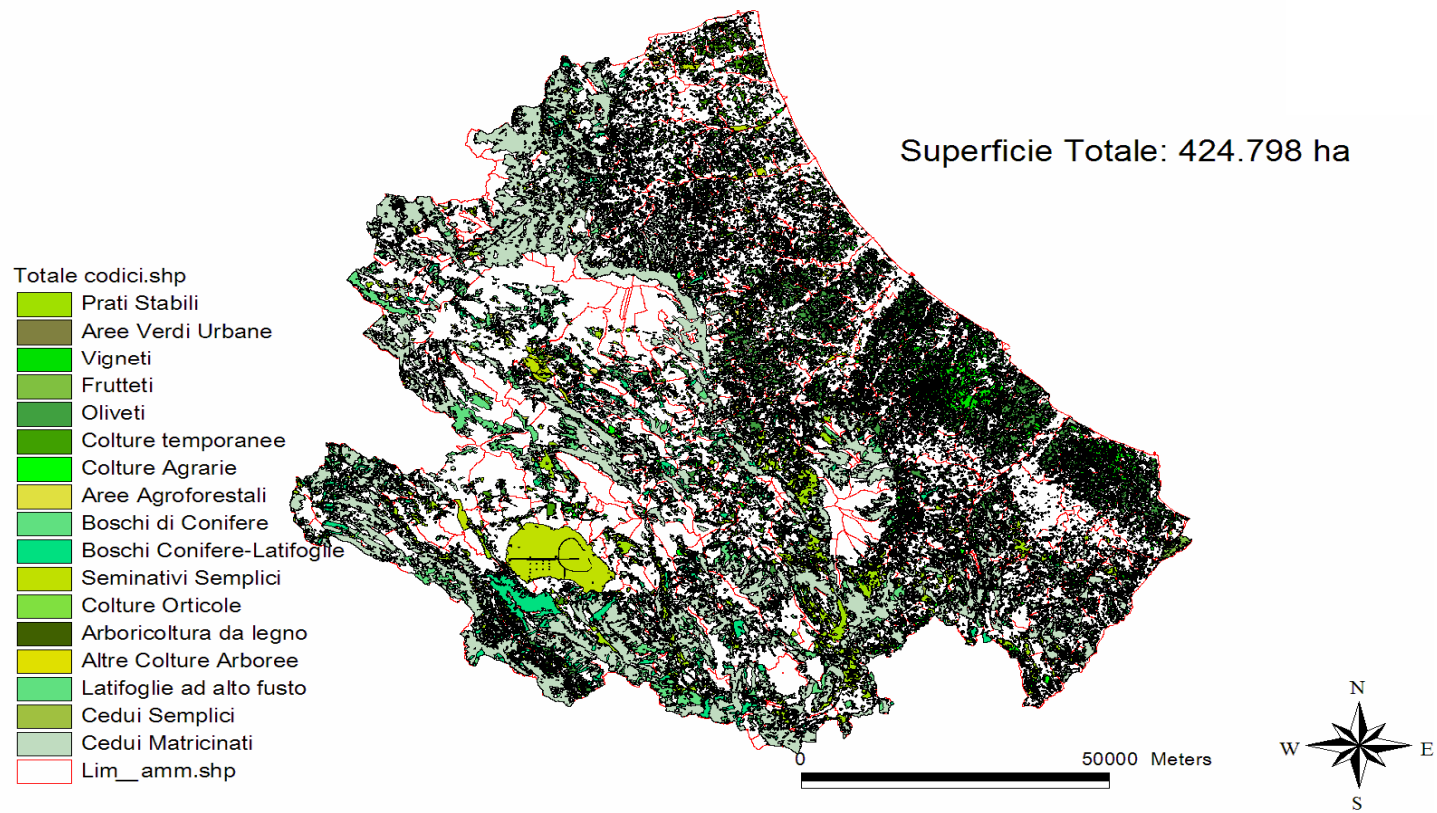 Superficie Totale: 424.798 ha
Totale codici.shp
Prati Stabili
Aree Verdi Urbane
Vigneti
Frutteti
Oliveti
Colture temporanee
Colture Agrarie
Aree Agroforestali
Boschi di Conifere
Boschi Conifere-Latifoglie
Seminativi Semplici
Colture Orticole
Arboricoltura da legno
Altre Colture Arboree
Latifoglie ad alto fusto
Cedui Semplici
Cedui Matricinati
Lim__amm.shp
0 50000 Meters
N
W E
S